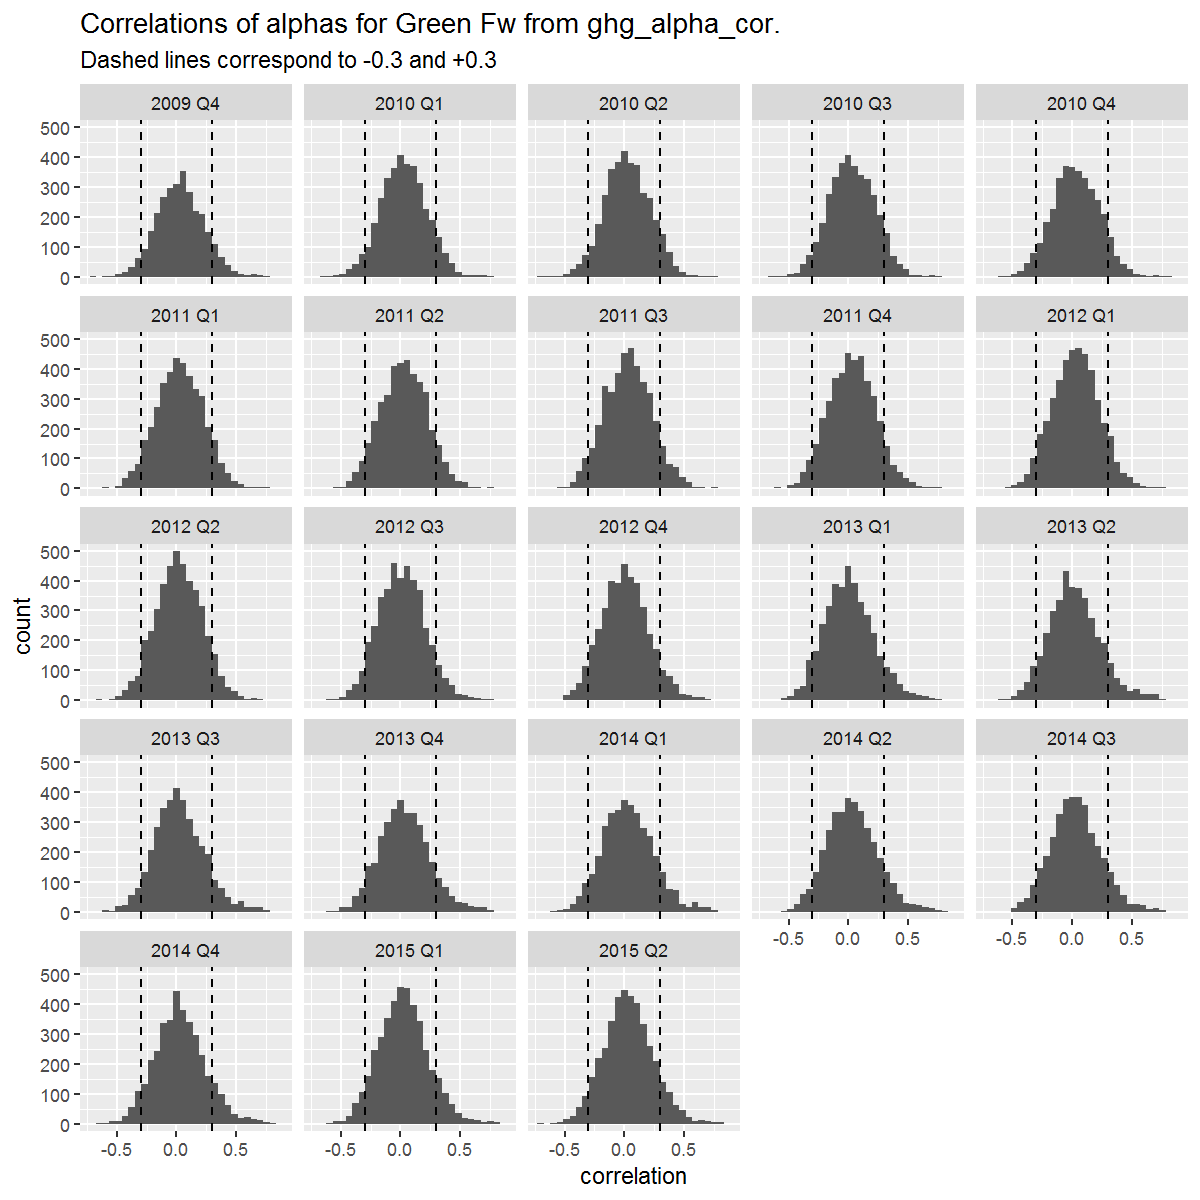 Correlations of alphas for Green Fw from ghg_alpha_cor.
Dashed lines correspond to -0.3 and +0.3
2009 Q4 2010 Q1 2010 Q2 2010 Q3 2010 Q4
500
400
300
200
100
0
2011 Q1 2011 Q2 2011 Q3 2011 Q4 2012 Q1
500
400
300
200
100
0
2012 Q2 2012 Q3 2012 Q4 2013 Q1 2013 Q2
500
400
300
200
100
0
count
2013 Q3 2013 Q4 2014 Q1 2014 Q2 2014 Q3
500
400
300
200
100
0
-0.5 0.0 0.5 -0.5 0.0 0.5
2014 Q4 2015 Q1 2015 Q2
500
400
300
200
100
0
-0.5 0.0 0.5 -0.5 0.0 0.5 -0.5 0.0 0.5
correlation